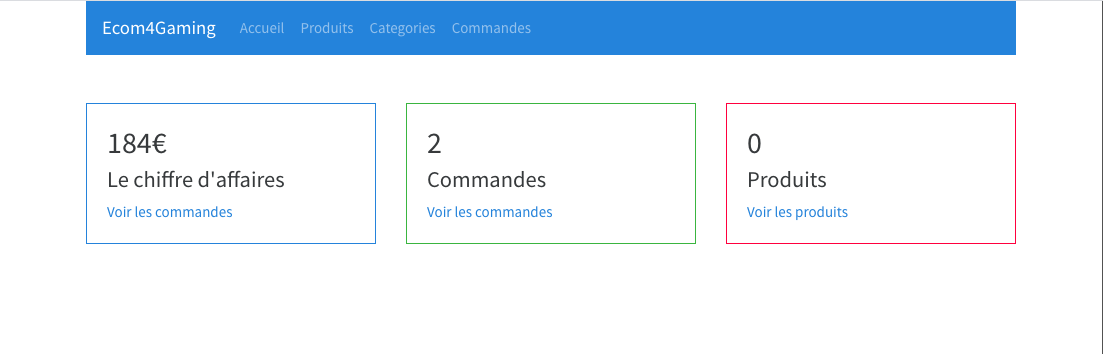 Ecom4Gaming Accueil Produits Categories Commandes
184€
Le chiffre d'affaires
Voir les commandes
2
Commandes
Voir les commandes
0
Produits
Voir les produits